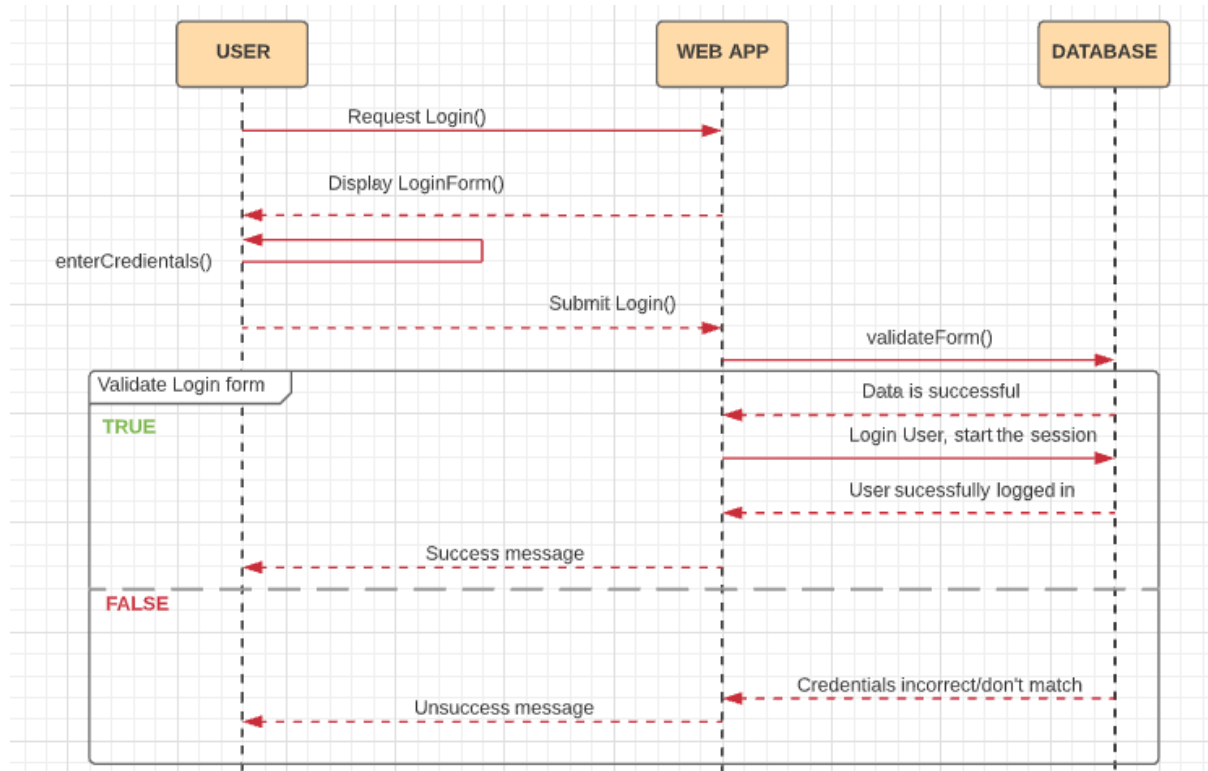 USER
WEB APP
DATABASE
Request Login()
Display LoginForm()
enterCredientals()
Submit Login()
validateForm()
Validate Login form
Data is successful
TRUE
Login User, start the session
User sucessfully logged in
Success message
FALSE
Credentials incorrect/don't match
Unsuccess message